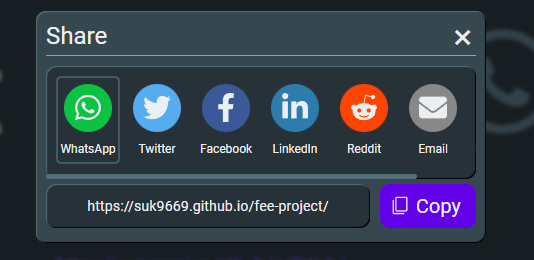 Share
WhatsApp Twitter Facebook LinkedIn Reddit Email
https://suk9669.github.io/fee-project/
Copy